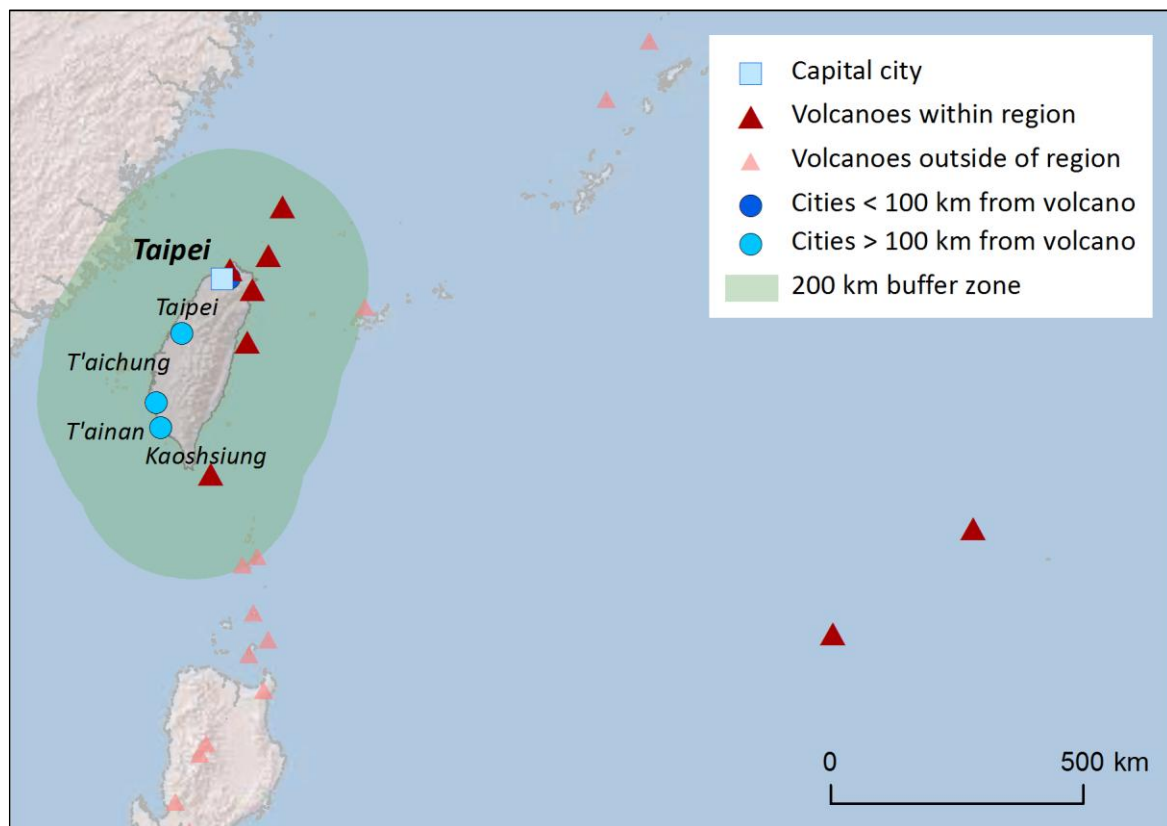 Capital city
Volcanoes within region
Volcanoes outside of region
Cities < 100 km from volcano
Cities > 100 km from volcano
200 km buffer zone
Taipei
Taipei
T'aichung
T'ainan
Kaoshsiung
0 500 km